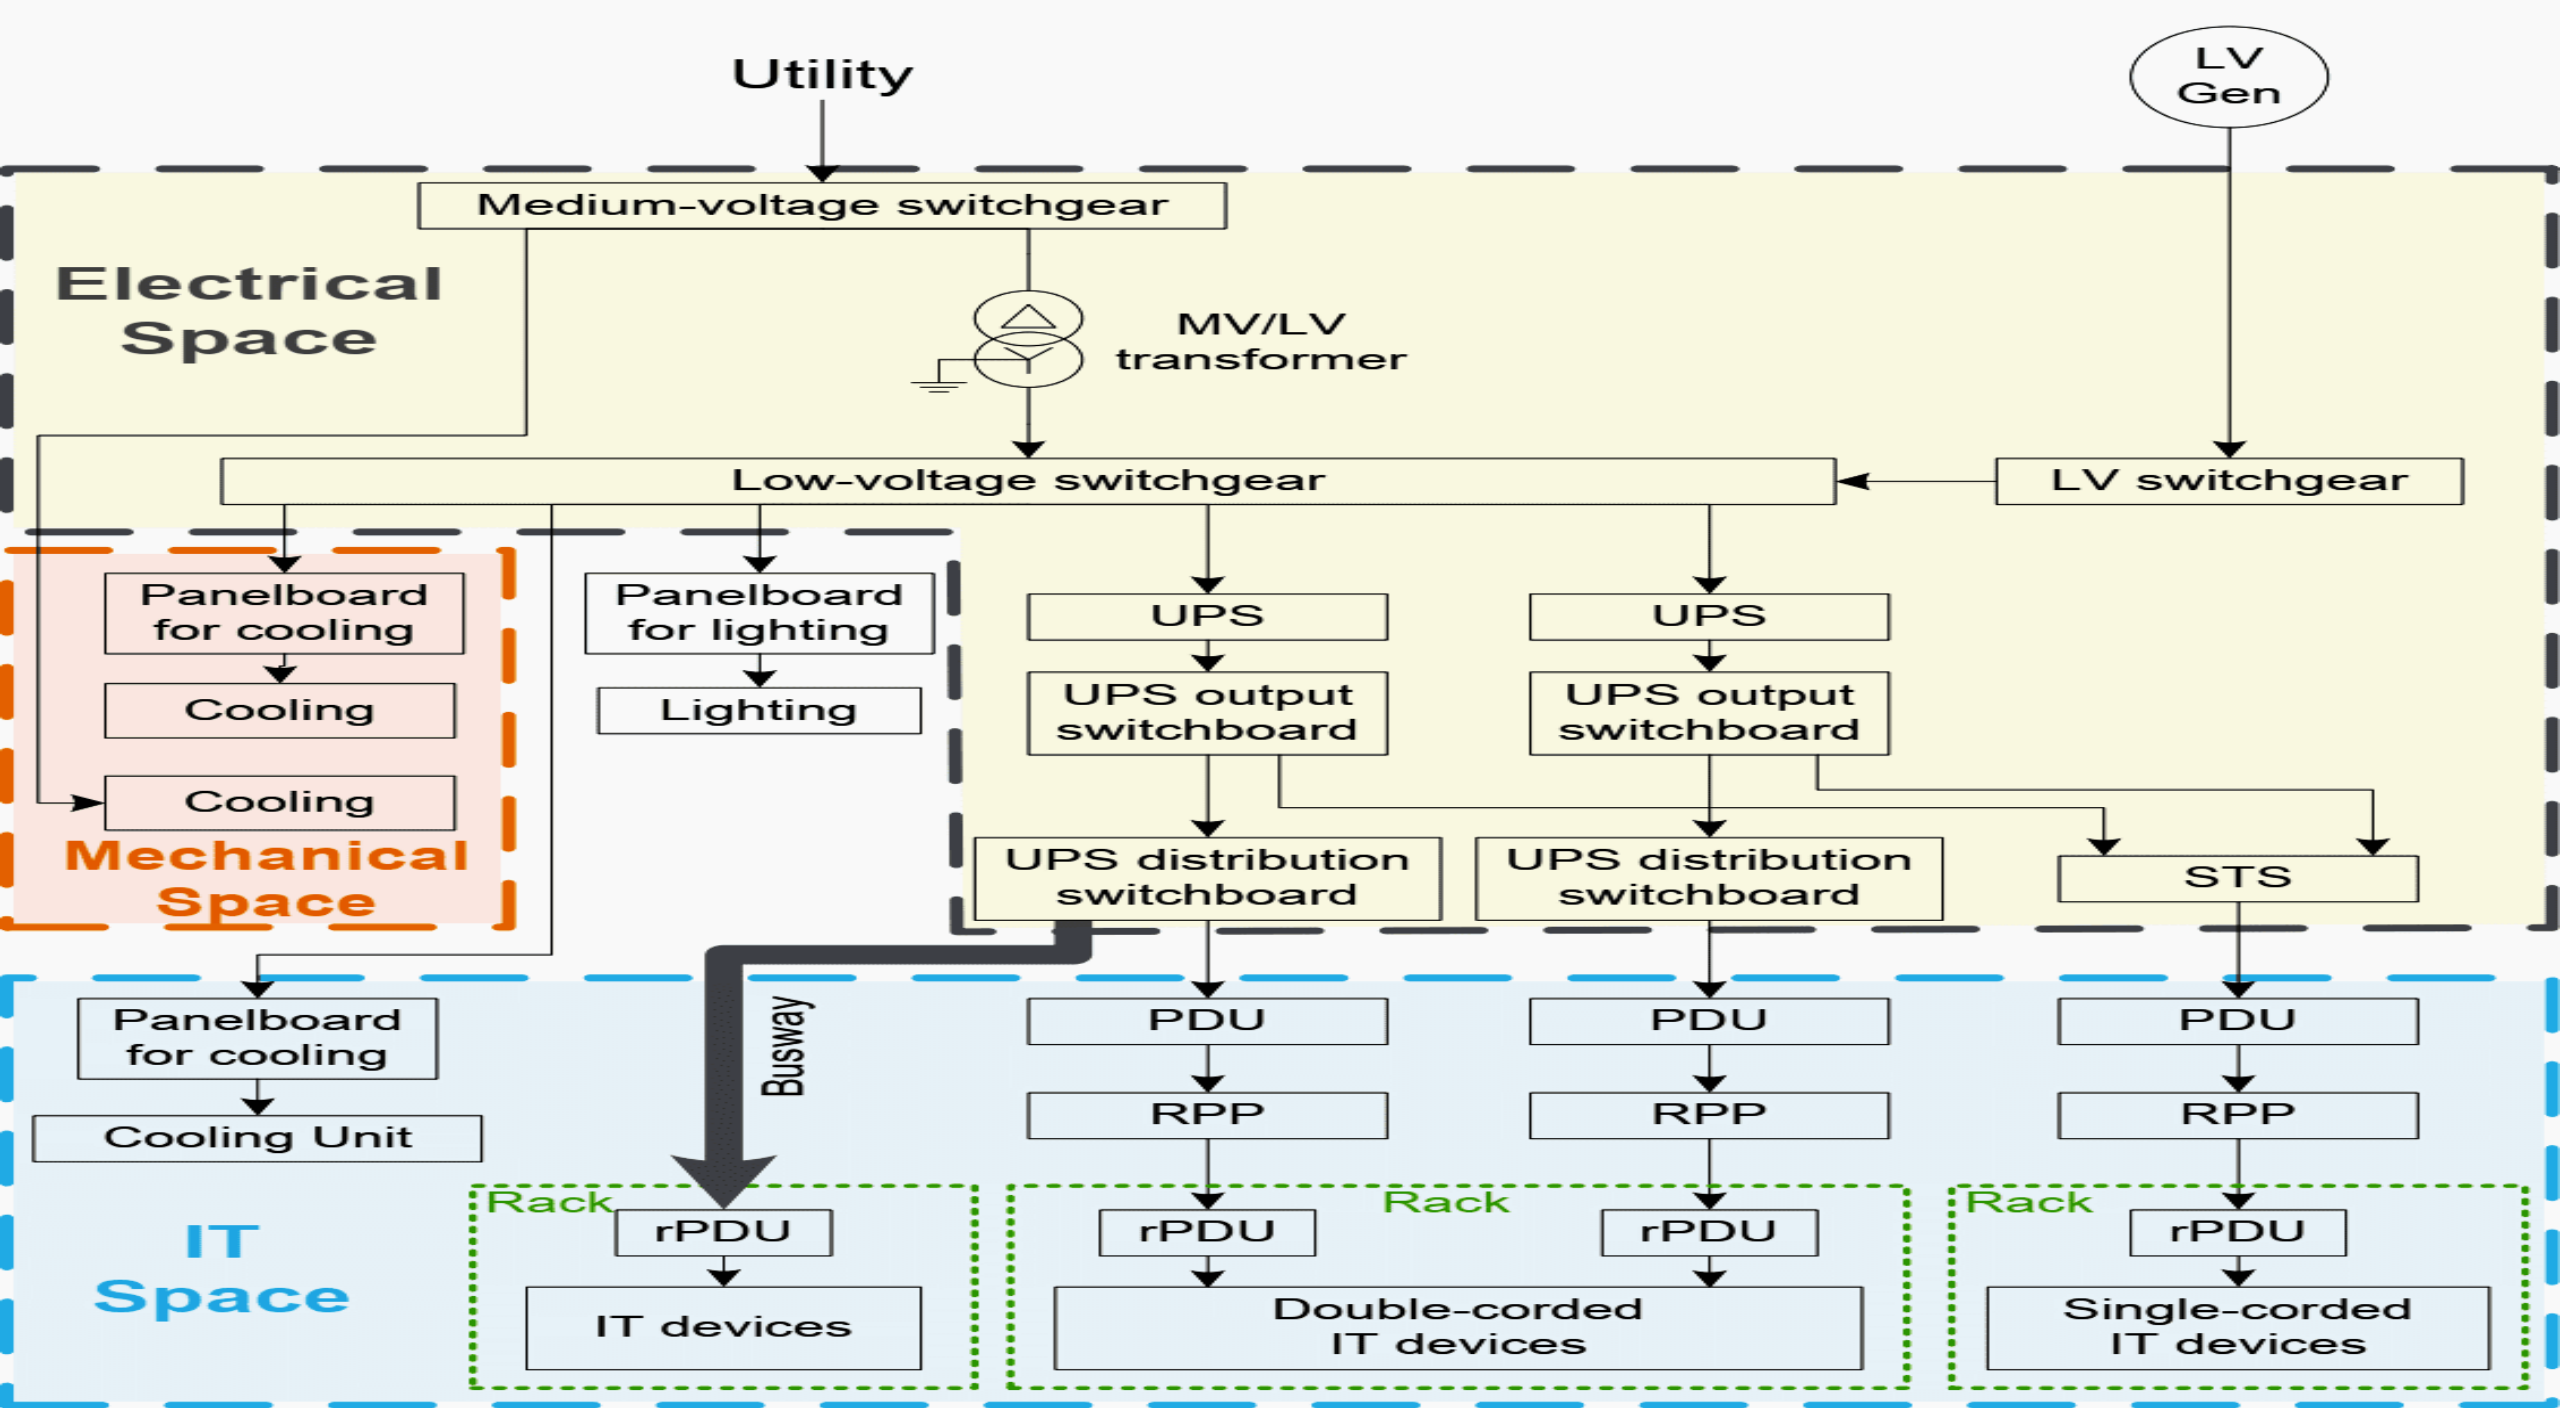 Utility
LV
Gen
Medium-voltage switchgear
Electrical
Space
MV/LV
transformer
Low-voltage switchgear
LV switchgear
Panelboard
for cooling
Panelboard
for lighting
UPS
UPS
Cooling
Lighting
UPS output
switchboard
UPS output
switchboard
Cooling
Mechanical
Space
UPS distribution
switchboard
UPS distribution
switchboard
STS
Panelboard
for cooling
Busway
PDU
PDU
PDU
Cooling Unit
RPP
RPP
RPP
IT
Space
Rack
rPDU
IT devices
rPDU
Rack
rPDU
Double-corded
IT devices
Rack
rPDU
Single-corded
IT devices